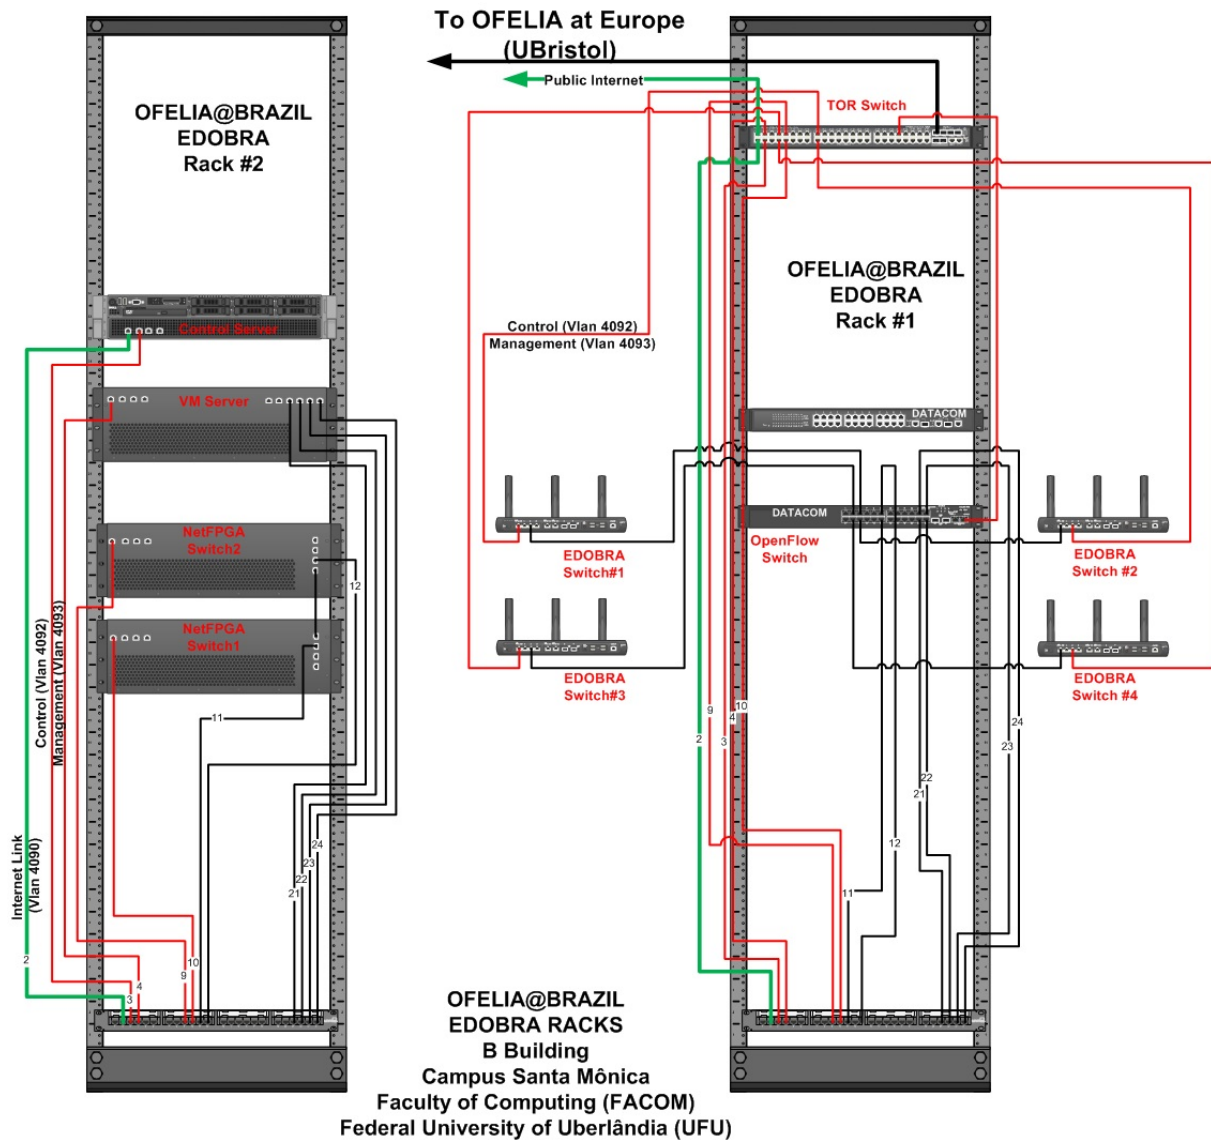 To OFELIA at Europe
(UBristol)
Public Internet
TOR Switch
OFELIA@BRAZIL
EDOBRA
Rack #2
OFELIA@BRAZIL
EDOBRA
Rack #1
Control Server
Control (Vlan 4092)
Management (Vlan 4093)
VM Server
DATACOM
DATACOM
OpenFlow
Switch
EDOBRA
Switch#1
EDOBRA
Switch #2
NetFPGA
Switch2
12
NetFPGA
Switch1
EDOBRA
Switch#3
EDOBRA
Switch #4
Control (Vlan 4092)
Management (Vlan 4093)
11
9
4
10
2
3
24
23
22
21
Internet Link
(Vlan 4090)
24
23
22
21
12
11
2
10
9
4
3
OFELIA@BRAZIL
EDOBRA RACKS
B Building
Campus Santa Mônica
Faculty of Computing (FACOM)
Federal University of Uberlândia (UFU)